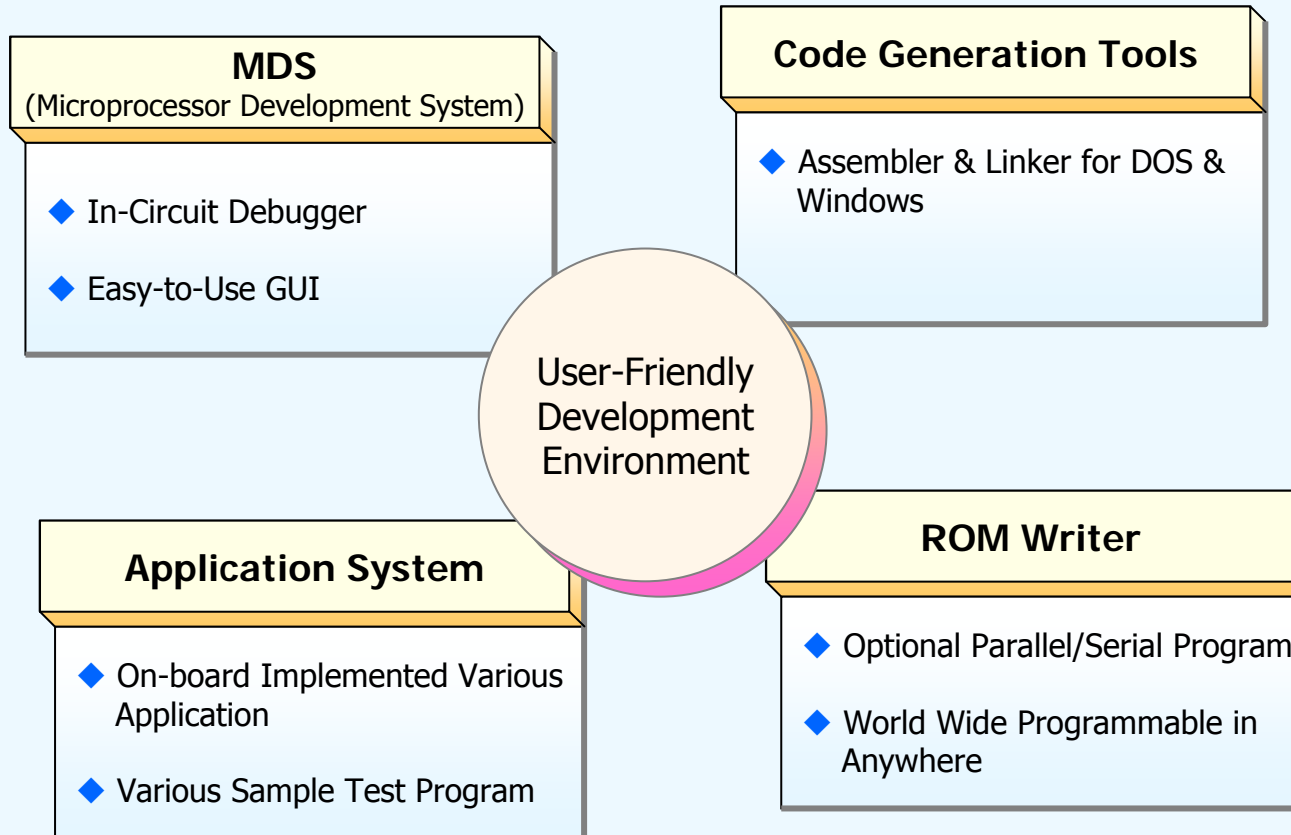 MDS
(Microprocessor Development System)
In-Circuit Debugger
Easy-to-Use GUI
Code Generation Tools
Assembler & Linker for DOS &
Windows
User-Friendly
Development
Environment
Application System
On-board Implemented Various
Application
Various Sample Test Program
ROM Writer
Optional Parallel/Serial Program
World Wide Programmable in
Anywhere